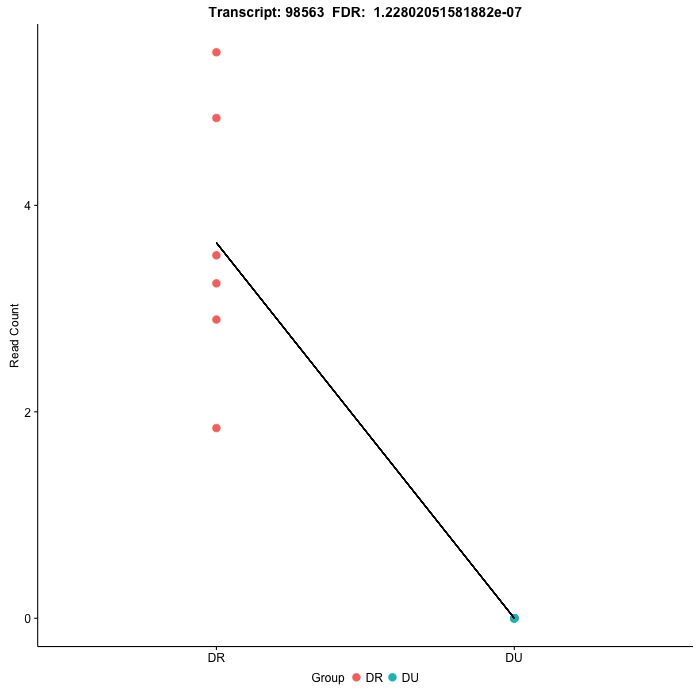 Transcript: 98563  FDR:  1.22802051581882e-07
Read Count
4
2
0
DR DU
Group DR DU